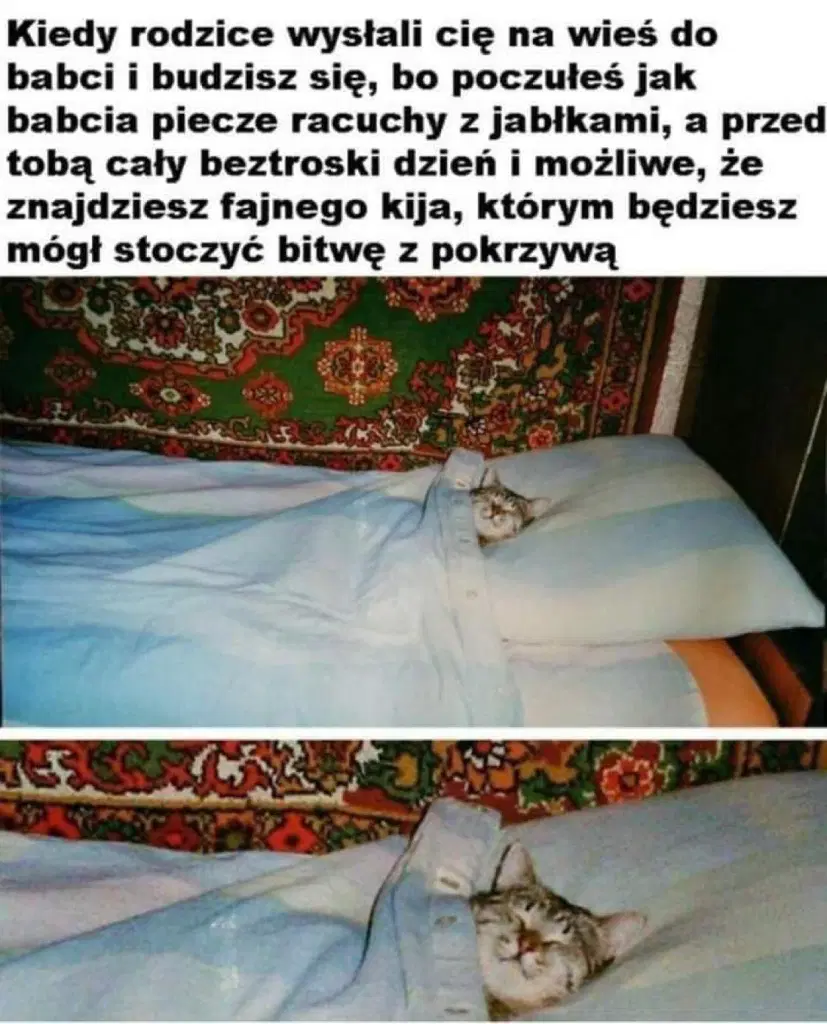 Kiedy rodzice wysłali cię na wieś do
babci i budzisz się, bo poczułeś jak
babcia piecze racuchy z jabłkami, a przed
tobą cały beztroski dzień i możliwe, że
znajdziesz fajnego kija, którym będziesz
mógł stoczyć bitwę z pokrzywą